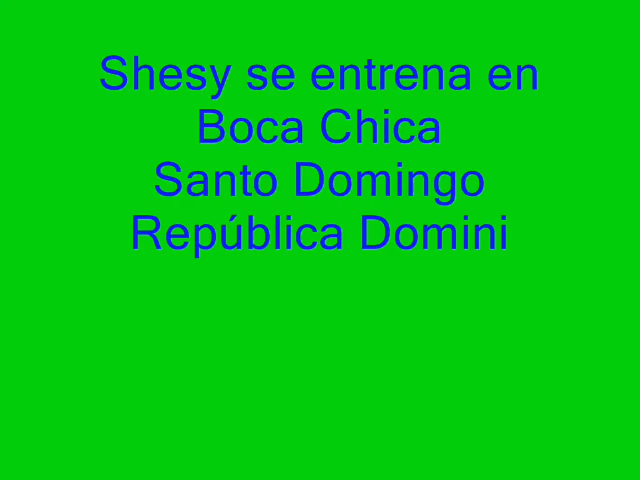 Shesy se entrena en
Boca Chica
Santo Domingo
República Domini